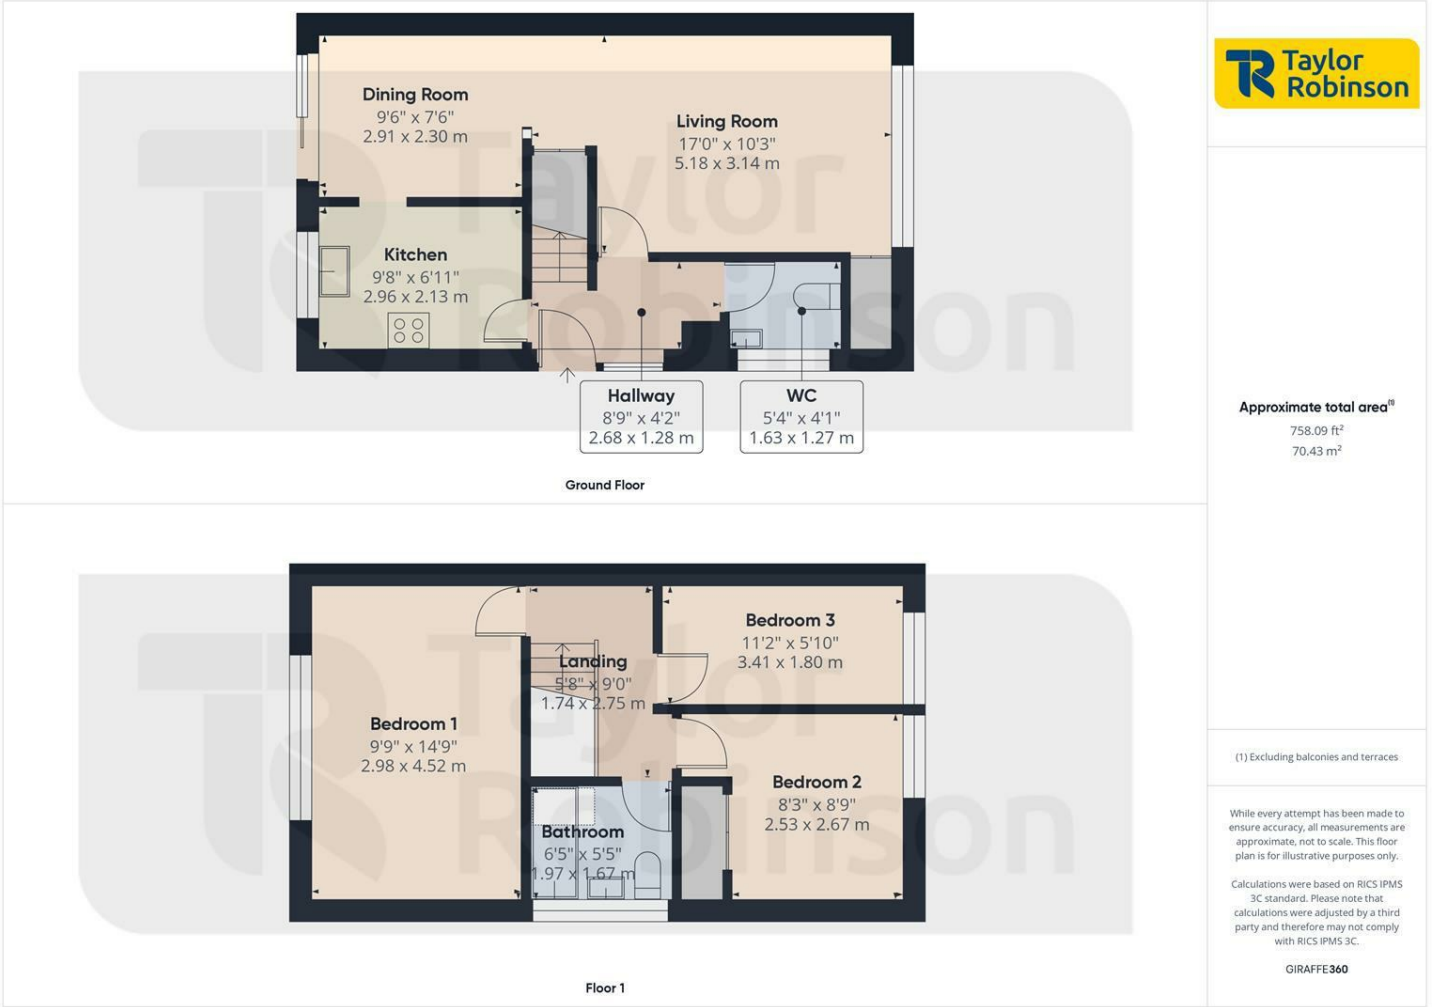 Dining Room
9'6" x 7'6"
2.91 x 2.30 m
Living Room
17'0" x 10'3"
5.18 x 3.14 m
Kitchen
9'8" x 6'11"
2.96 x 2.13 m
Hallway
8'9" x 4'2"
2.68 x 1.28 m
WC
5'4" x 4'1"
1.63 x 1.27 m
Ground Floor
Taylor
Robinson
Bedroom 3
11'2" x 5'10"
3.41 x 1.80 m
Landing
5'8" x 9'0"
1.74 x 2.75 m
Bedroom 1
9'9" x 14'9"
2.98 x 4.52 m
Bedroom 2
8'3" x 8'9"
2.53 x 2.67 m
Bathroom
6'5" x 5'5"
1.97 x 1.67 m
Floor 1
Taylor
Robinson
TR Taylor
Robinson
Approximate total area(1)
758.09 ft²
70.43 m²
(1) Excluding balconies and terraces
While every attempt has been made to
ensure accuracy, all measurements are
approximate, not to scale. This floor
plan is for illustrative purposes only.
Calculations were based on RICS IPMS
3C standard. Please note that
calculations were adjusted by a third
party and therefore may not comply
with RICS IPMS 3C.
GIRAFFE360